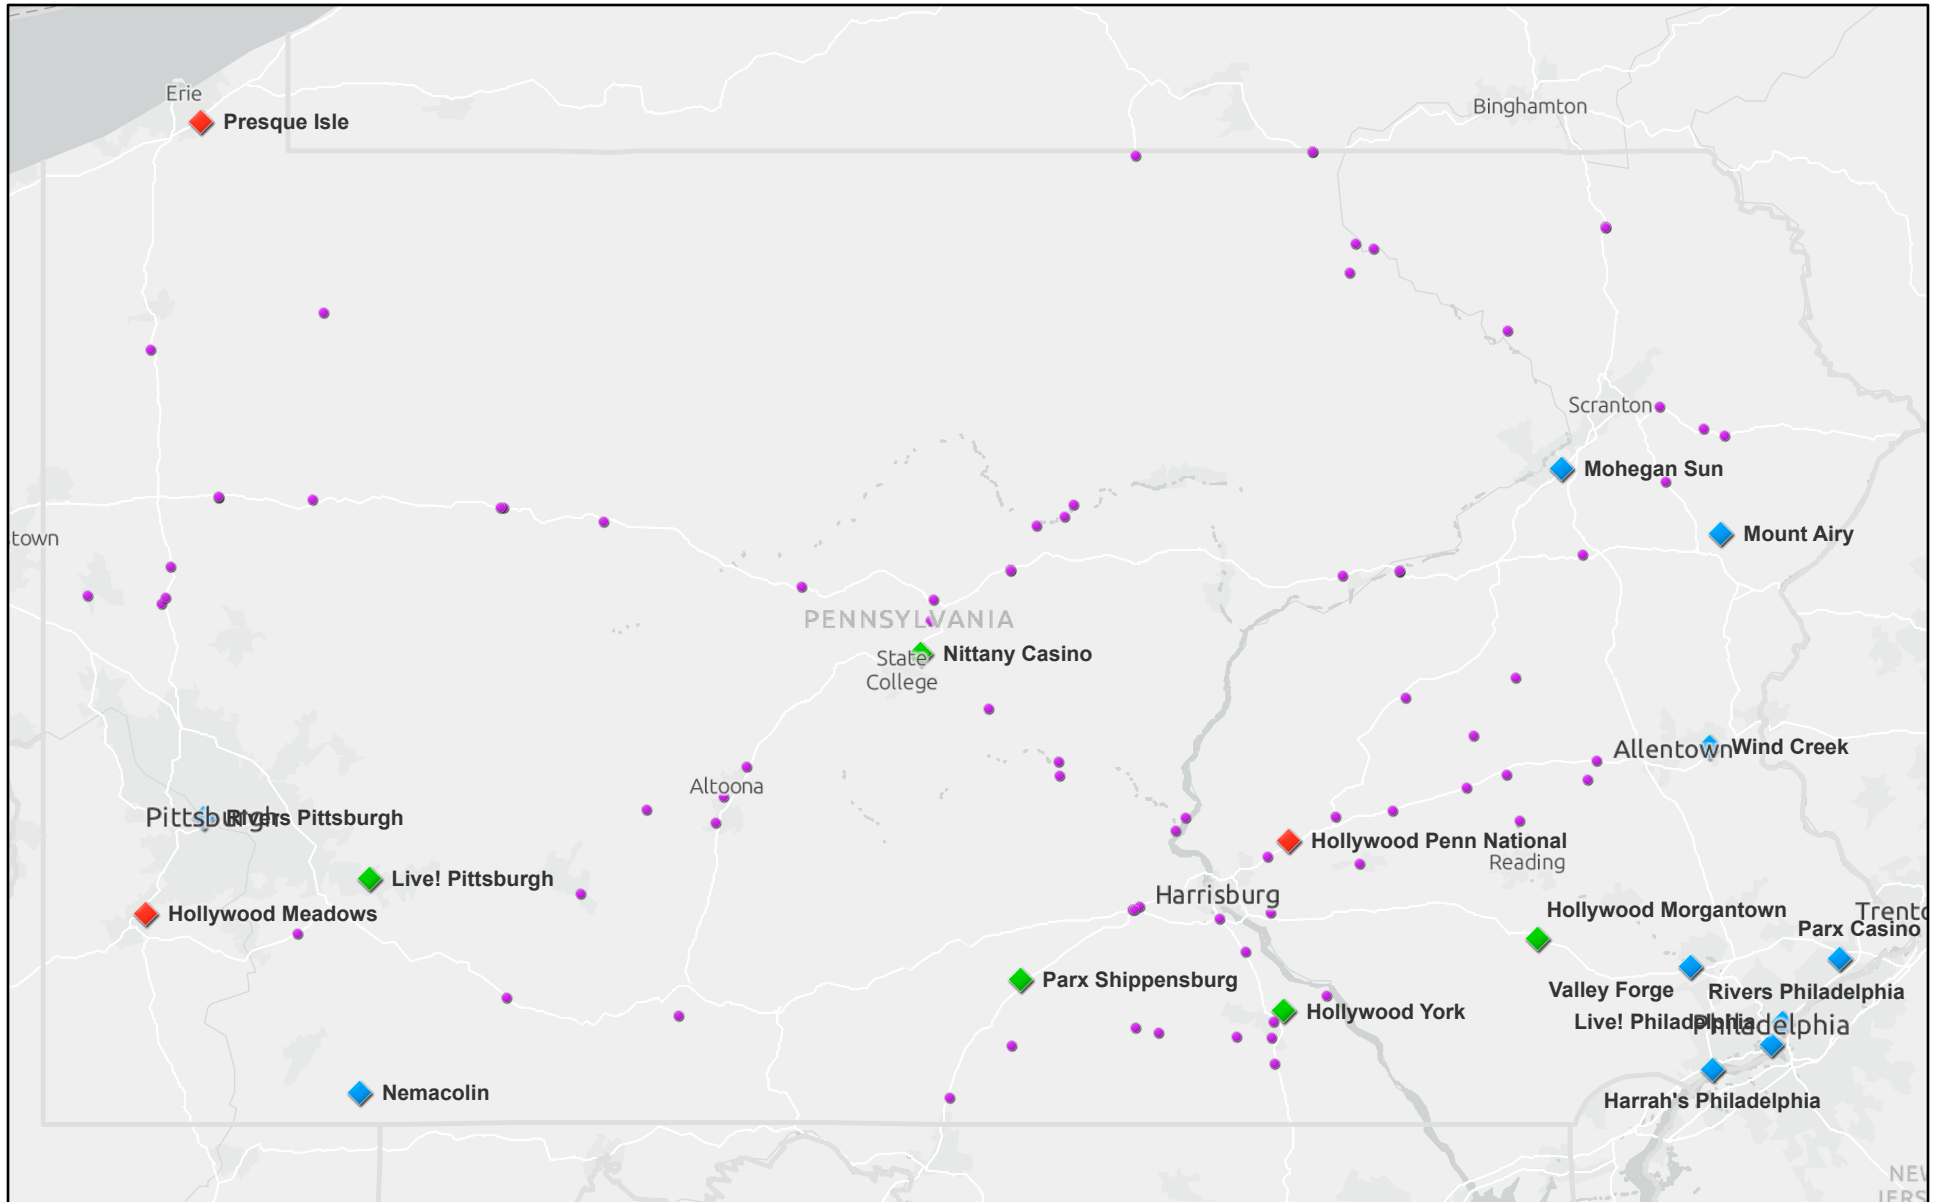 Erie
Presque Isle
Binghamton
Scranton
Mohegan Sun
town
Mount Airy
PENNSYLVANIA
Nittany Casino
State
College
Allentown
Wind Creek
Altoona
Pittsburgh
Rivers Pittsburgh
Hollywood Penn National
Reading
Live! Pittsburgh
Harrisburg
Hollywood Meadows
Hollywood Morgantown
Trento
Parx Casino
Parx Shippensburg
Valley Forge
Rivers Philadelphia
Hollywood York
Live! Philadelphia
Philadelphia
Nemacolin
Harrah's Philadelphia
NEW
JERS